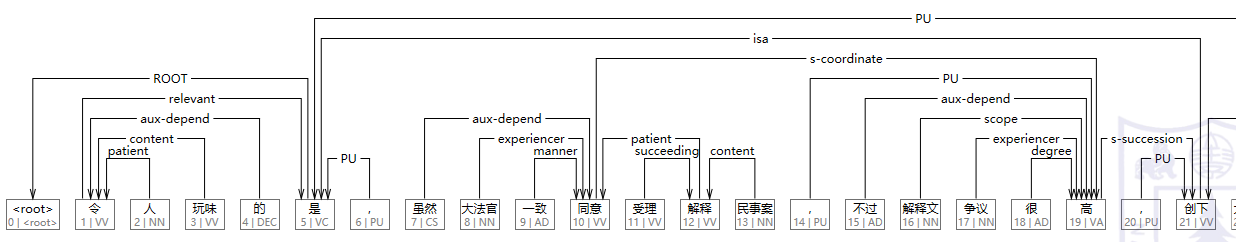 PU
isa
s-coordinate
ROOT PU
relevant aux-depend
aux-depend aux-depend scope
content experiencer patient experiencer s-succession
patient manner succeeding content degree PU PU
<root> 令 人 玩味 的 是 , 虽然 大法官 一致 同意 受理 解释 民事案 , 不过 解释文 争议 很 高 , 创下
0 | <root> 1 | VV 2 | NN 3 | VV 4 | DEC 5 | VC 6 | PU 7 | CS 8 | NN 9 | AD 10 | VV 11 | VV 12 | VV 13 | NN 14 | PU 15 | AD 16 | NN 17 | NN 18 | AD 19 | VA 20 | PU 21 | VV